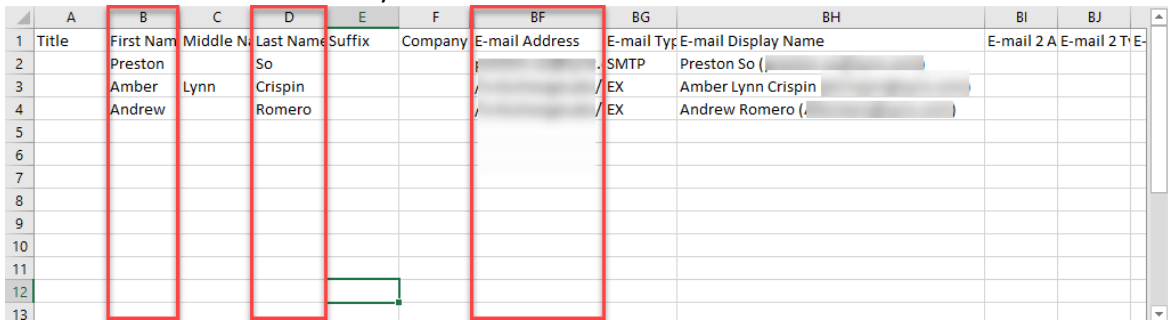 A B C D E F BF BG BH BI BJ
1 Title First Nam Middle Na Last Name Suffix Company E-mail Address E-mail Typ E-mail Display Name E-mail 2 A E-mail 2 Ty E-
2 Preston So SMTP Preston So (
3 Amber Lynn Crispin / / EX Amber Lynn Crispin )
4 Andrew Romero / / EX Andrew Romero ( )
5
6
7
8
9
10
11
12
13